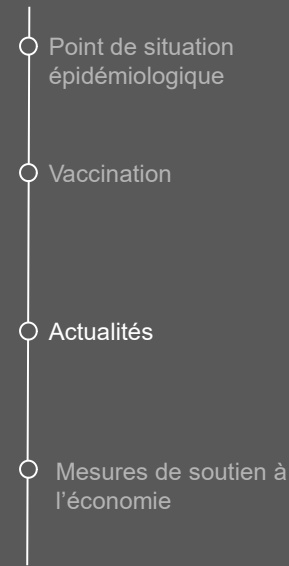 Point de situation
épidémiologique
Vaccination
Actualités
Mesures de soutien à
l’économie